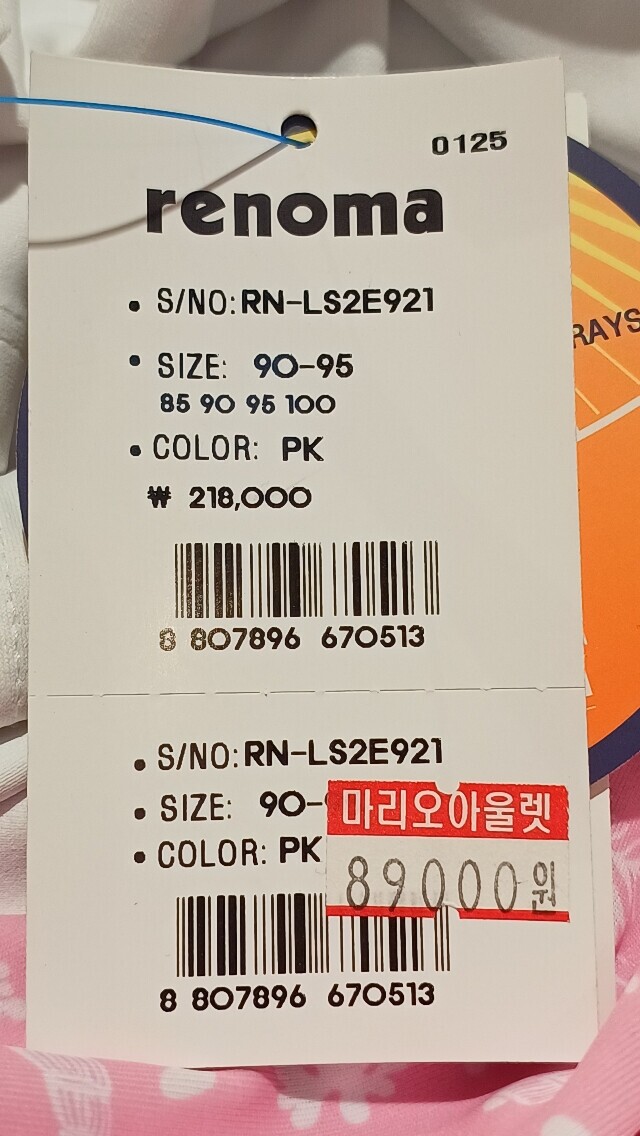 0125
renoma
• S/NO: RN-LS2E921
• SIZE: 90-95
85 90 95 100
• COLOR: PK
₩ 218,000
8 807896 670513
RAYS
• S/NO: RN-LS2E921
• SIZE: 90-
마리오아울렛
• COLOR: PK
89000원
8 807896 670513